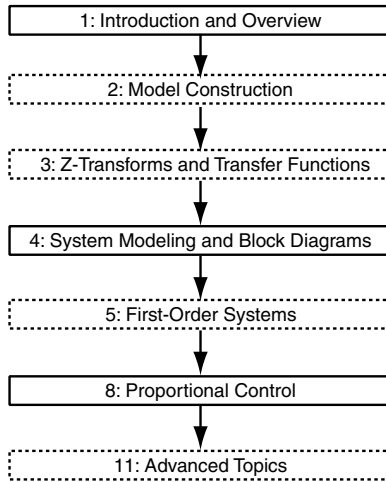 1: Introduction and Overview
2: Model Construction
3: Z-Transforms and Transfer Functions
4: System Modeling and Block Diagrams
5: First-Order Systems
8: Proportional Control
11: Advanced Topics